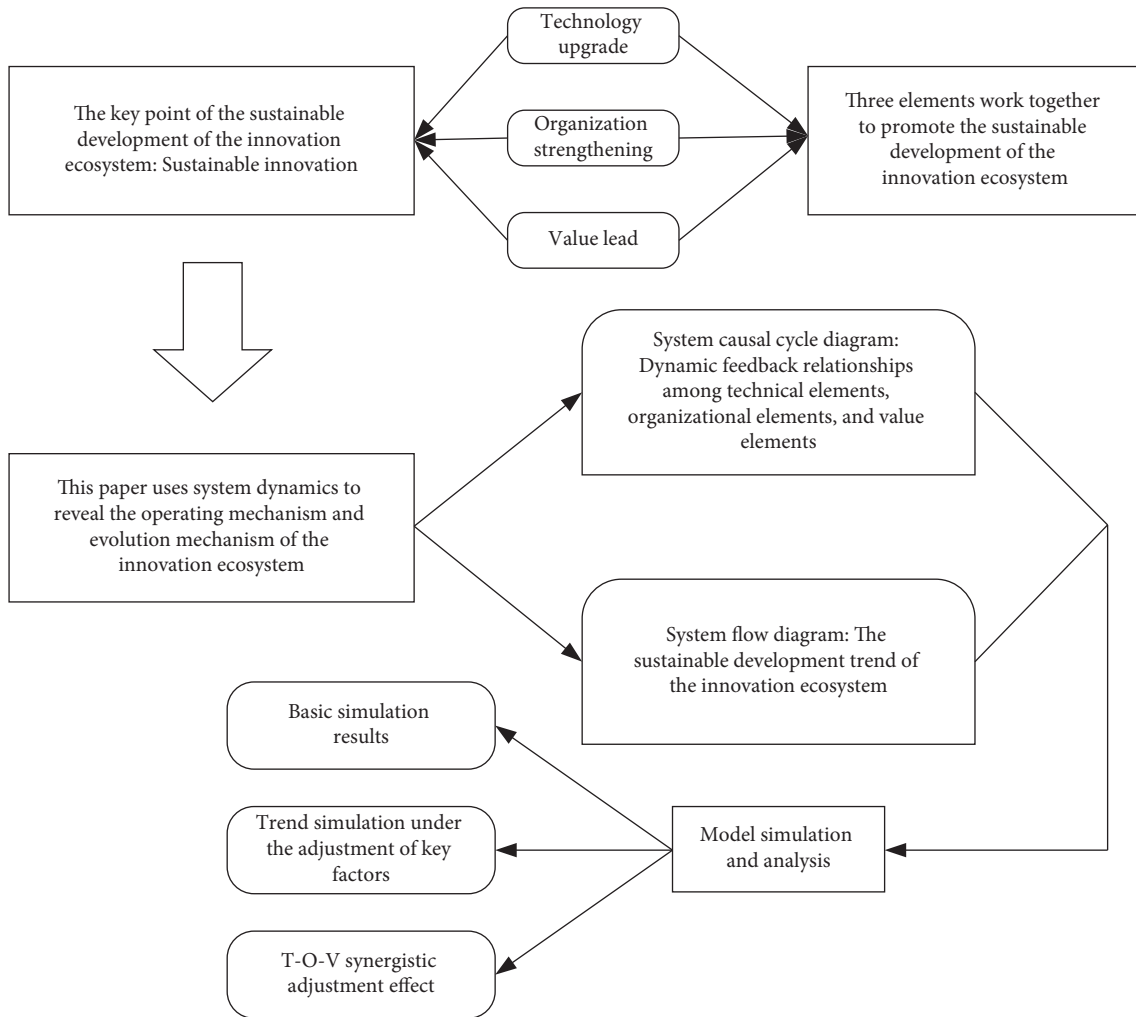 Technology
upgrade
The key point of the sustainable
development of the innovation
ecosystem: Sustainable innovation
Organization
strengthening
Three elements work together
to promote the sustainable
development of the
innovation ecosystem
Value lead
System causal cycle diagram:
Dynamic feedback relationships
among technical elements,
organizational elements, and value
elements
This paper uses system dynamics to
reveal the operating mechanism and
evolution mechanism of the
innovation ecosystem
System flow diagram: The
sustainable development trend of
the innovation ecosystem
Basic simulation
results
Trend simulation under
the adjustment of key
factors
Model simulation
and analysis
T-O-V synergistic
adjustment effect